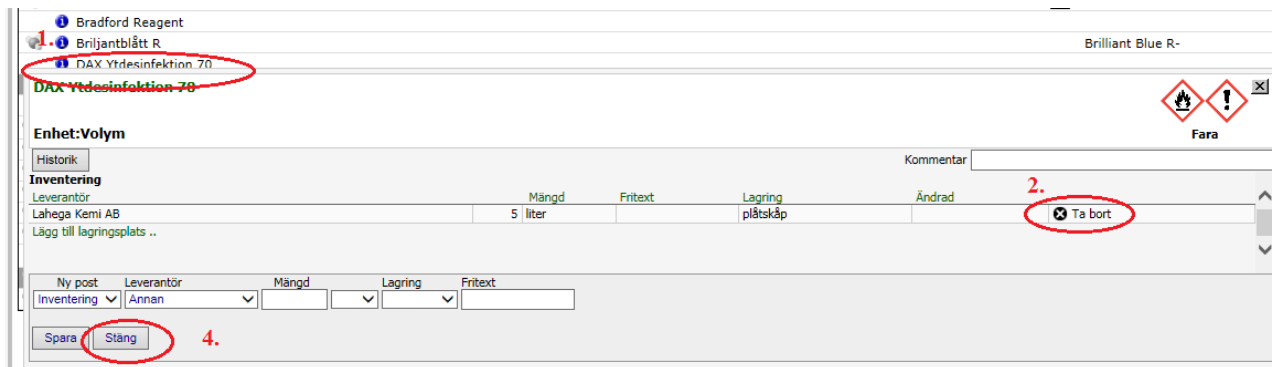 Bradford Reagent
1. Briljantblått R Brilliant Blue R-
DAX Ytdesinfektion 70
DAX Ytdesinfektion 70
Enhet:Volym Fara
Historik Kommentar
Inventering
2.
Leverantör Mängd Fritext Lagring Ändrad
Lahega Kemi AB 5 liter plåtskåp Ta bort
Lägg till lagringsplats ..
Ny post Leverantör Mängd Lagring Fritext
Inventering Annan
Spara Stäng 4.